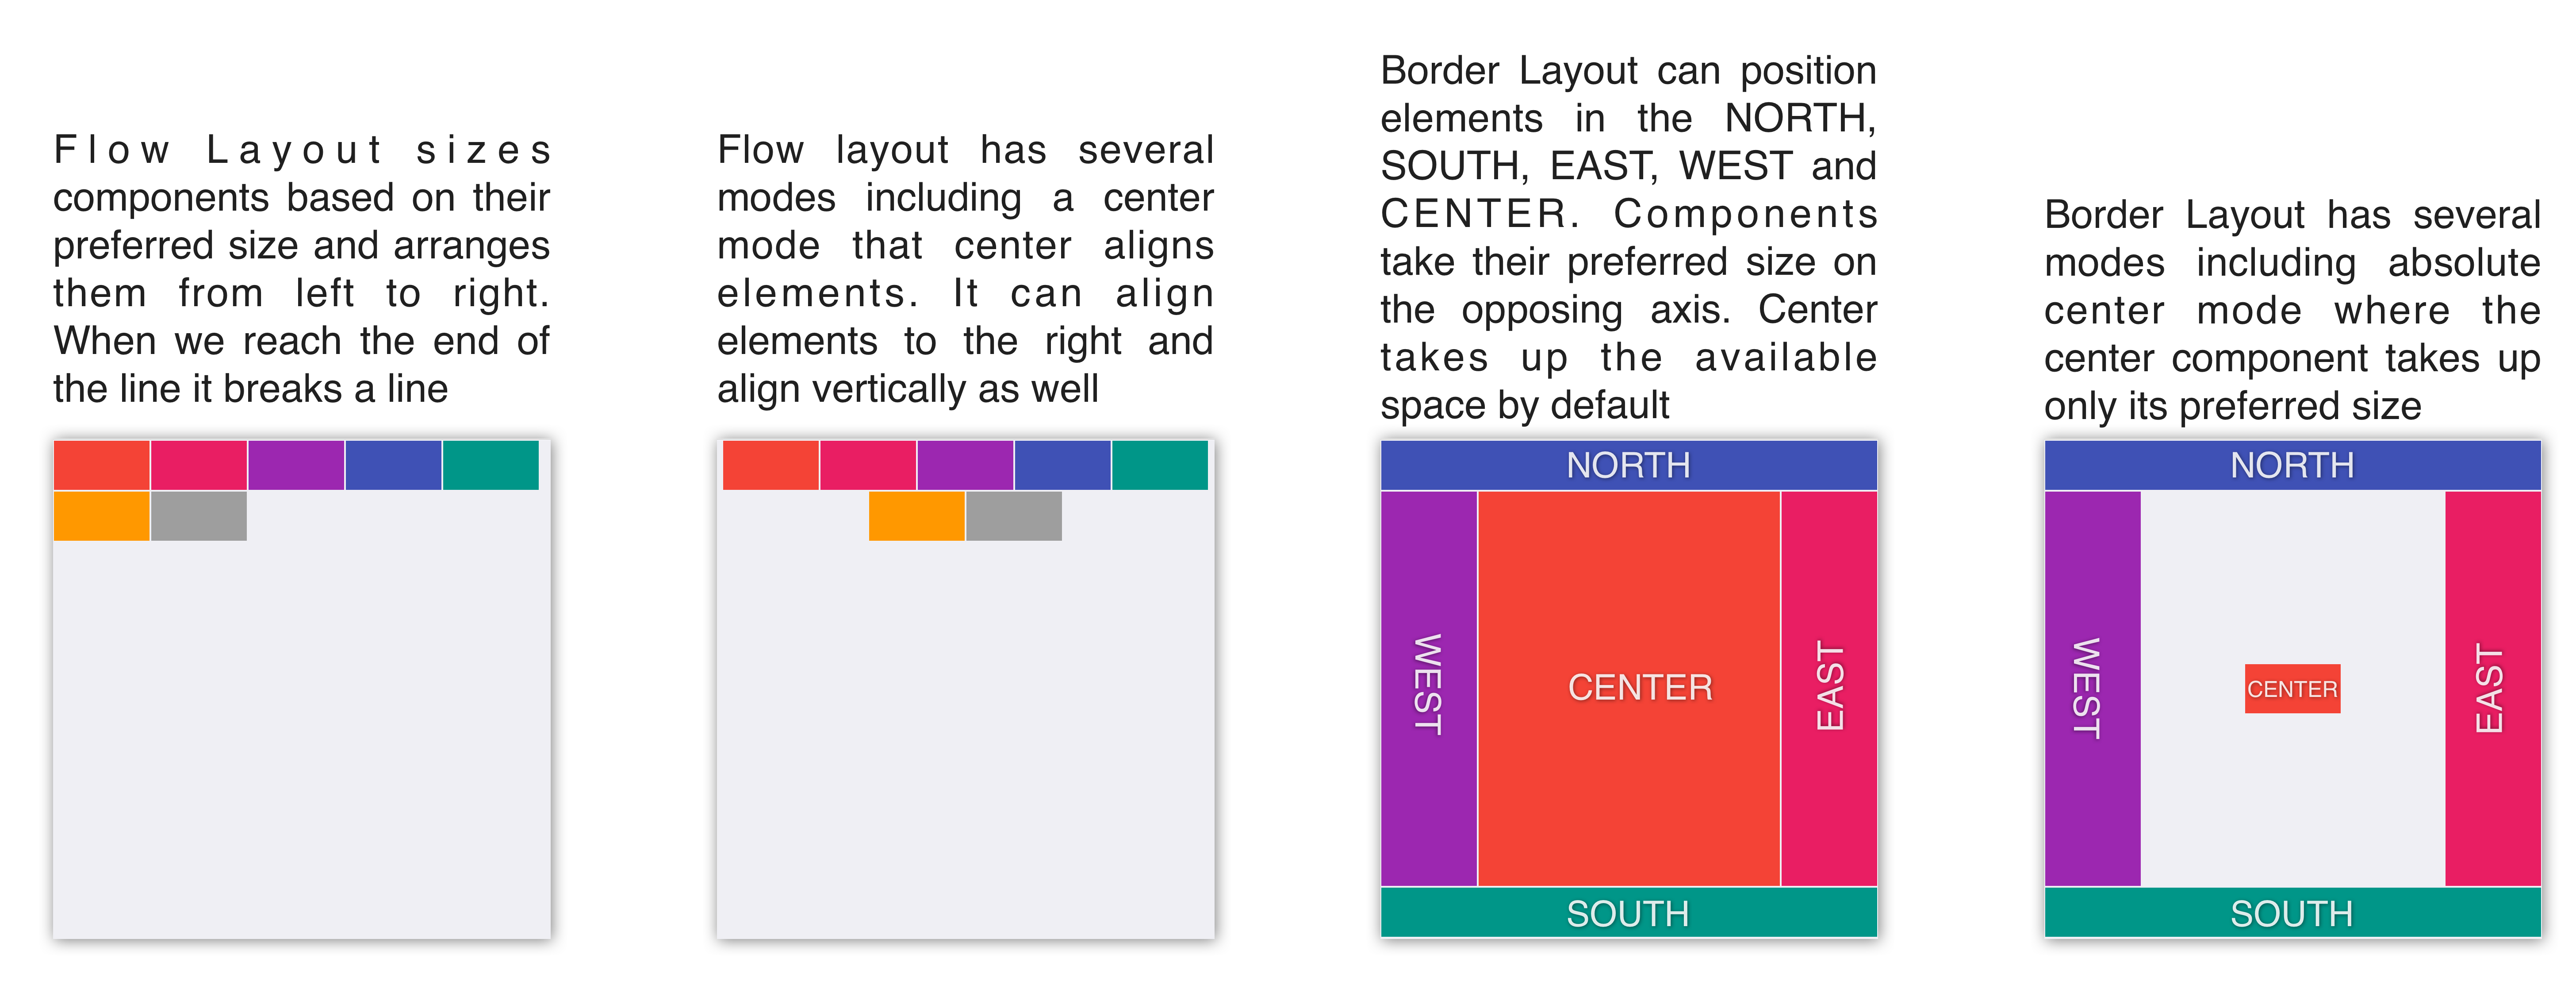 Flow Layout sizes
components based on their
preferred size and arranges
them from left to right.
When we reach the end of
the line it breaks a line
Flow layout has several
modes including a center
mode that center aligns
elements. It can align
elements to the right and
align vertically as well
Border Layout can position
elements in the NORTH,
SOUTH, EAST, WEST and
CENTER. Components
take their preferred size on
the opposing axis. Center
takes up the available
space by default
NORTH
WEST
CENTER
EAST
SOUTH
Border Layout has several
modes including absolute
center mode where the
center component takes up
only its preferred size
NORTH
WEST
CENTER
EAST
SOUTH